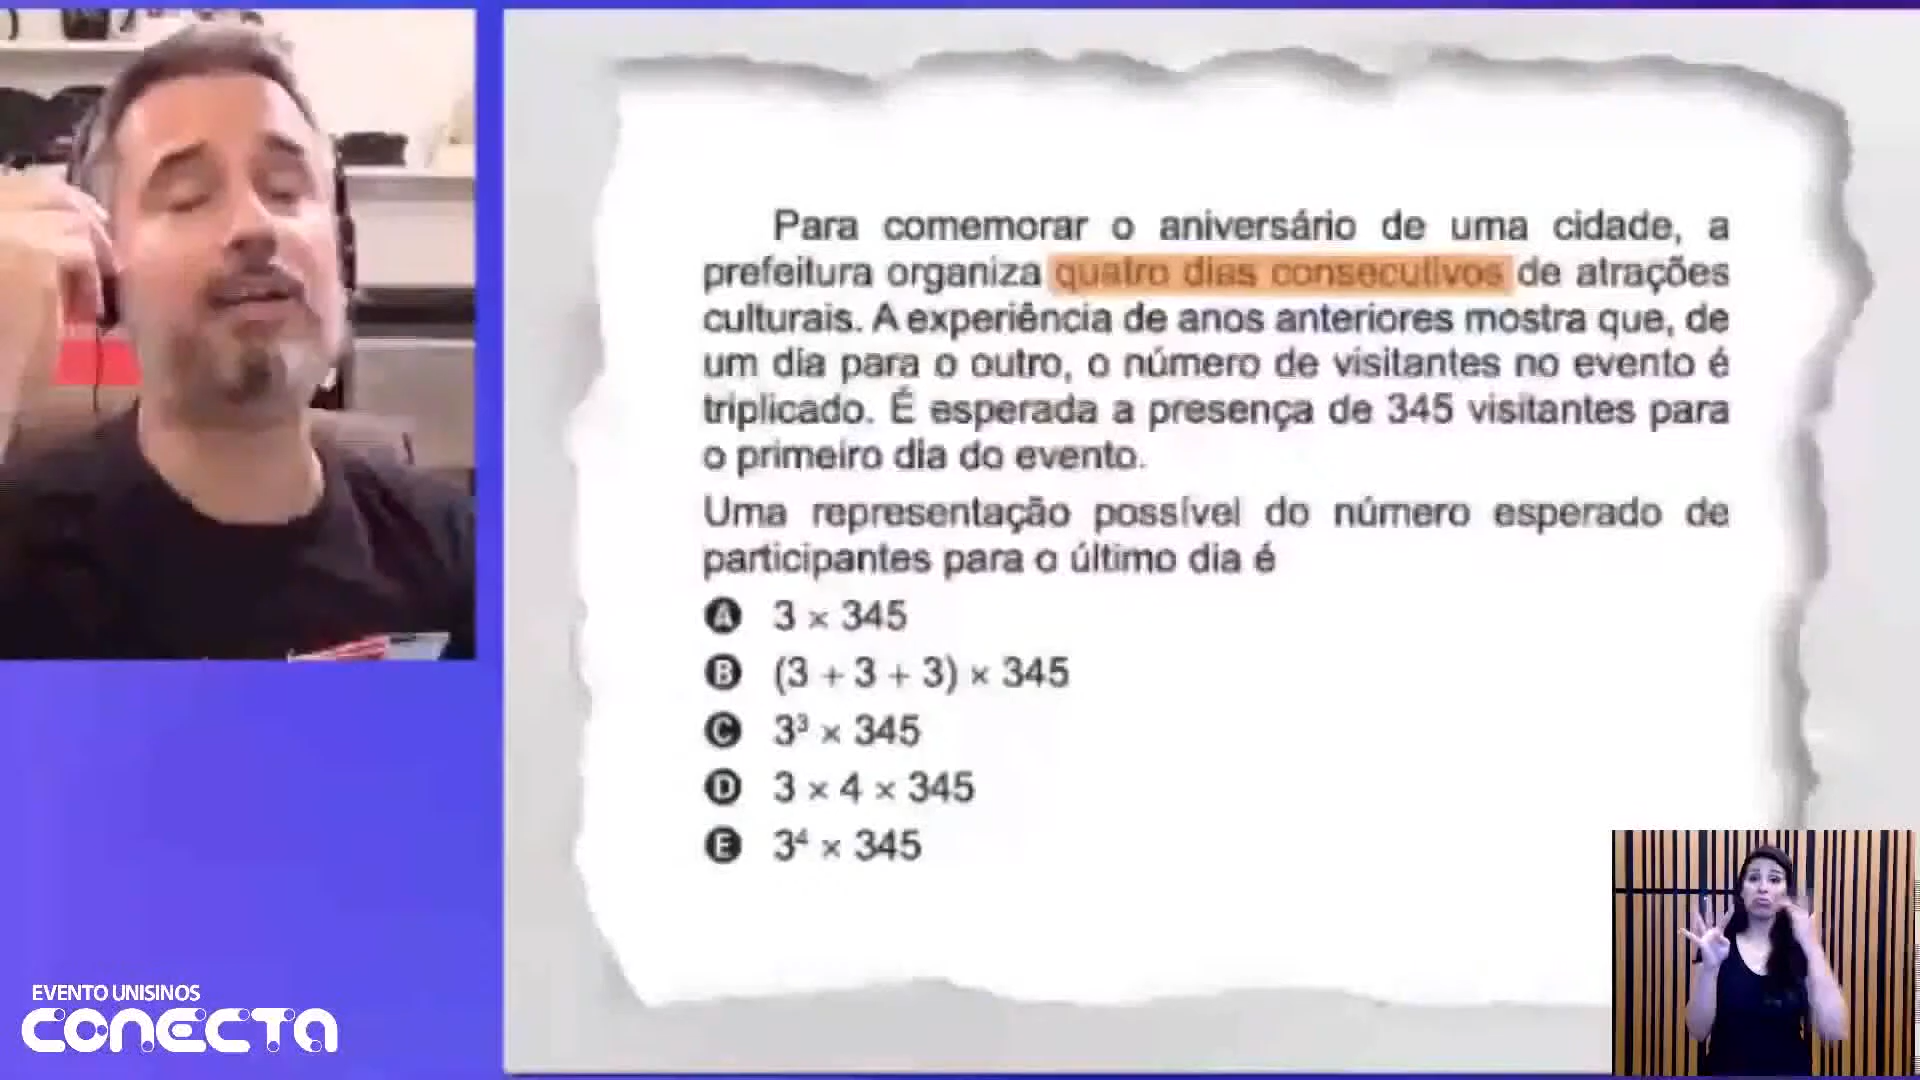 Para comemorar o aniversário de uma cidade, a
prefeitura organiza quatro dias consecutivos de atrações
culturais. A experiência de anos anteriores mostra que, de
um dia para o outro, o número de visitantes no evento é
triplicado. É esperada a presença de 345 visitantes para
o primeiro dia do evento.
Uma representação possível do número esperado de
participantes para o último dia é
A 3 × 345
B (3 + 3 + 3) × 345
C 3³ × 345
D 3 × 4 × 345
E 3⁴ × 345
EVENTO UNISINOS
CONECTA